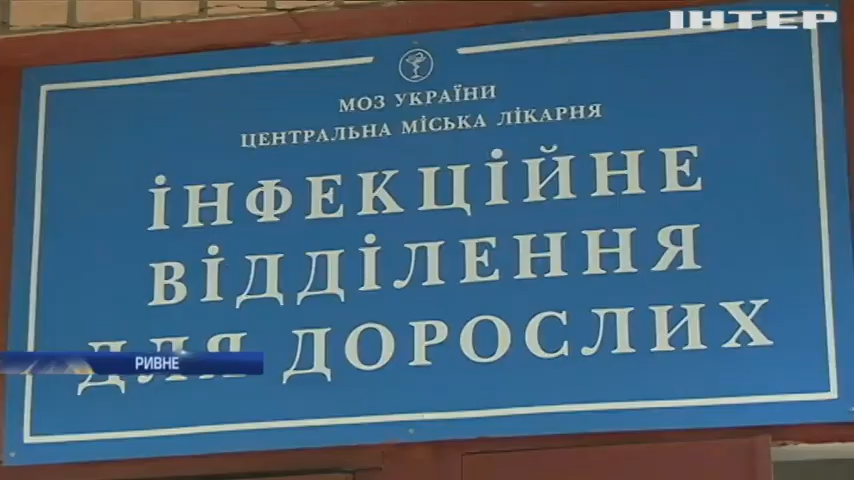 ІНТЕР
МОЗ УКРАЇНИ
ЦЕНТРАЛЬНА МІСЬКА ЛІКАРНЯ
ІНФЕКЦІЙНЕ
ВІДДІЛЕННЯ
ДЛЯ ДОРОСЛИХ
РИВНЕ